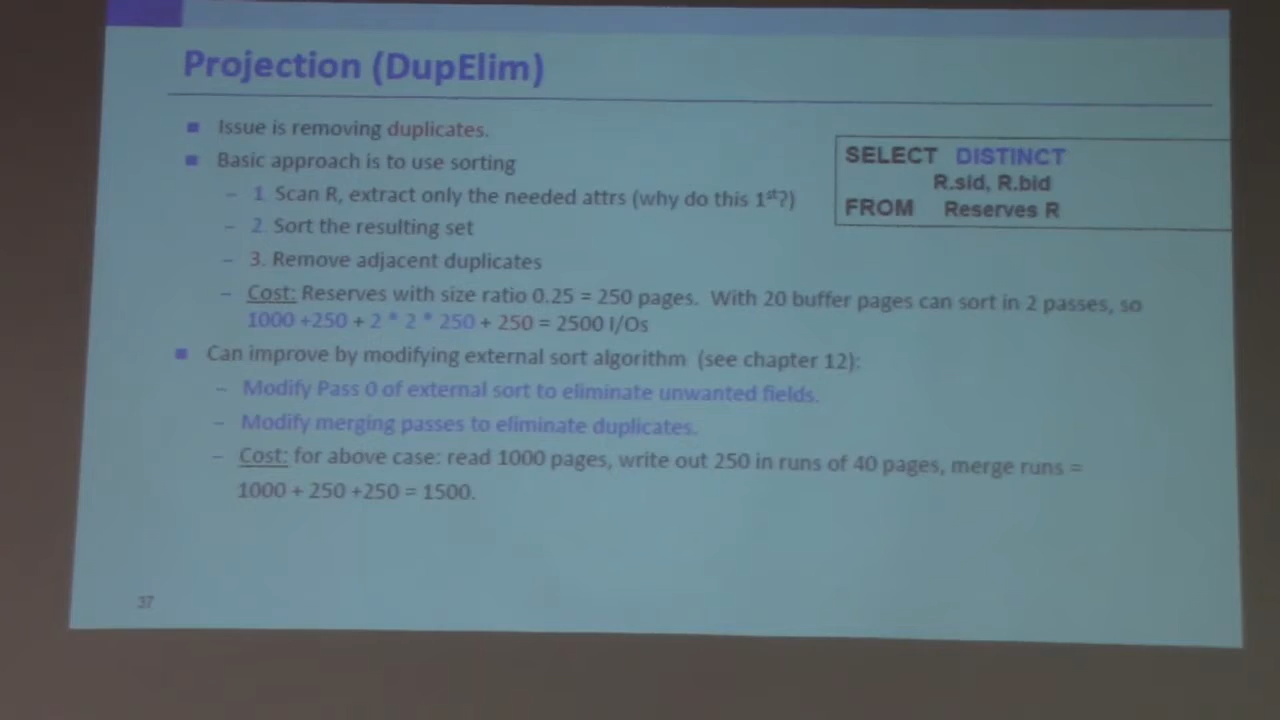 Projection (DupElim)
Issue is removing duplicates.
Basic approach is to use sorting
– 1. Scan R, extract only the needed attrs (why do this 1st?)
– 2. Sort the resulting set
– 3. Remove adjacent duplicates
– Cost: Reserves with size ratio 0.25 = 250 pages. With 20 buffer pages can sort in 2 passes, so
1000 +250 + 2 * 2 * 250 + 250 = 2500 I/Os
Can improve by modifying external sort algorithm (see chapter 12):
– Modify Pass 0 of external sort to eliminate unwanted fields.
– Modify merging passes to eliminate duplicates.
– Cost: for above case: read 1000 pages, write out 250 in runs of 40 pages, merge runs =
1000 + 250 +250 = 1500.
SELECT DISTINCT
R.sid, R.bid
FROM Reserves R
37